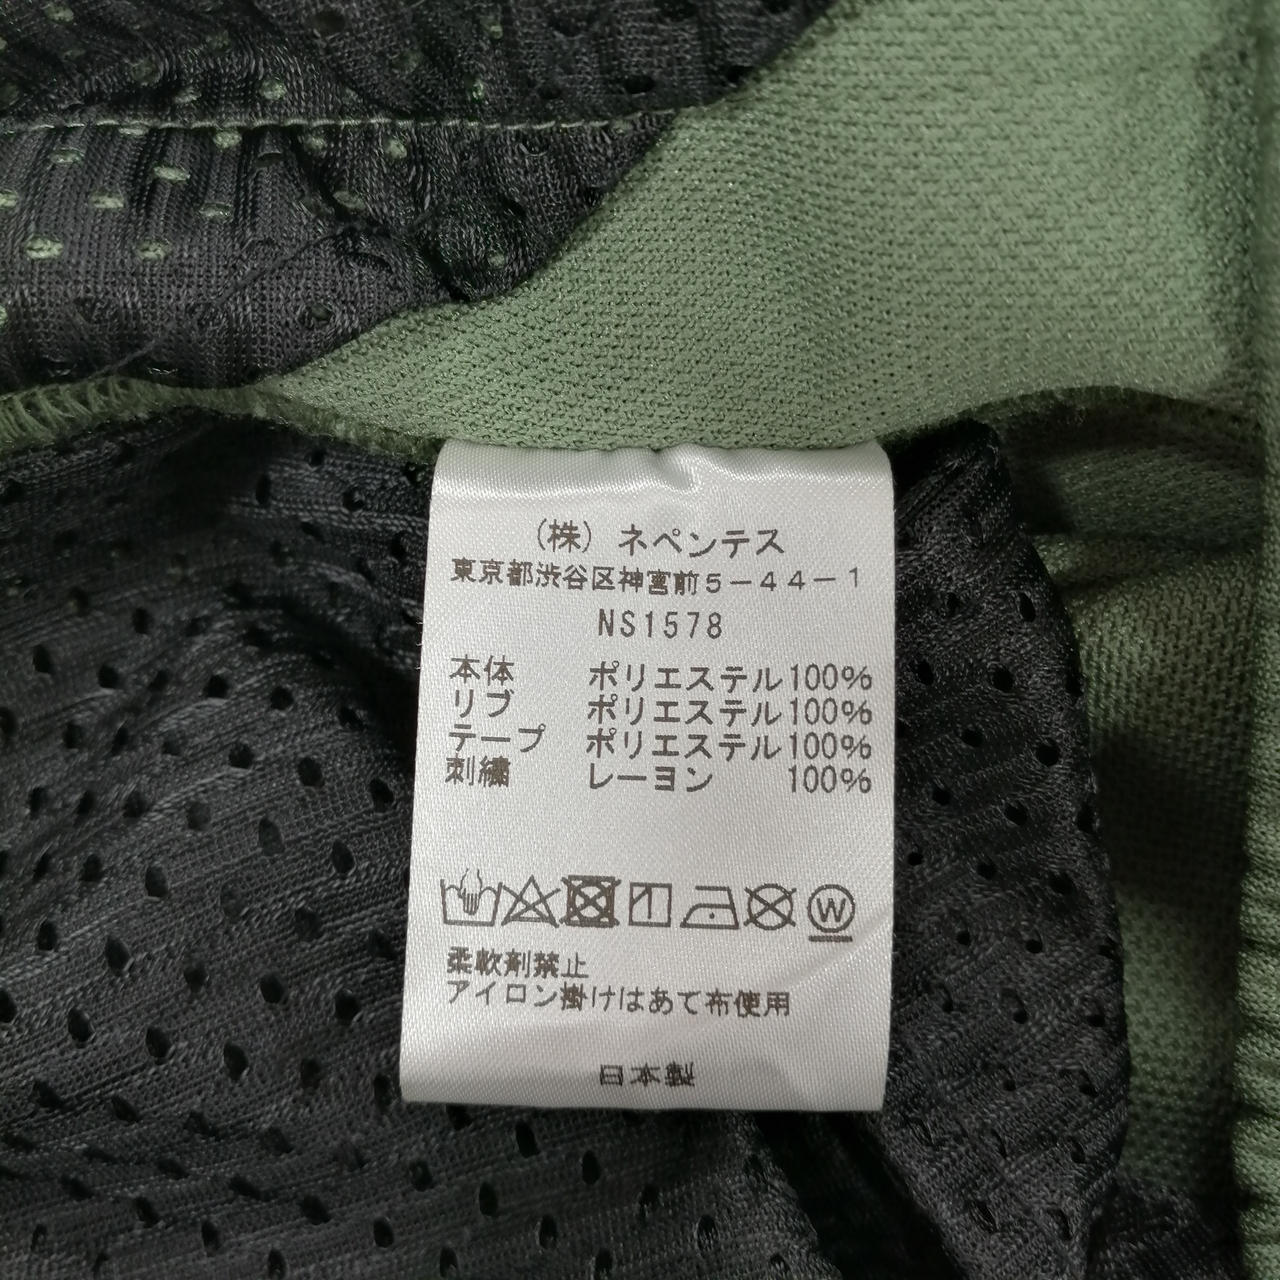 (株) ネペンテス
東京都渋谷区神宮前5-44-1
NS1578
本体 ポリエステル100%
リブ ポリエステル100%
テープ ポリエステル100%
刺繍 レーヨン 100%
W
柔軟剤禁止
アイロン掛けはあて布使用
日本製